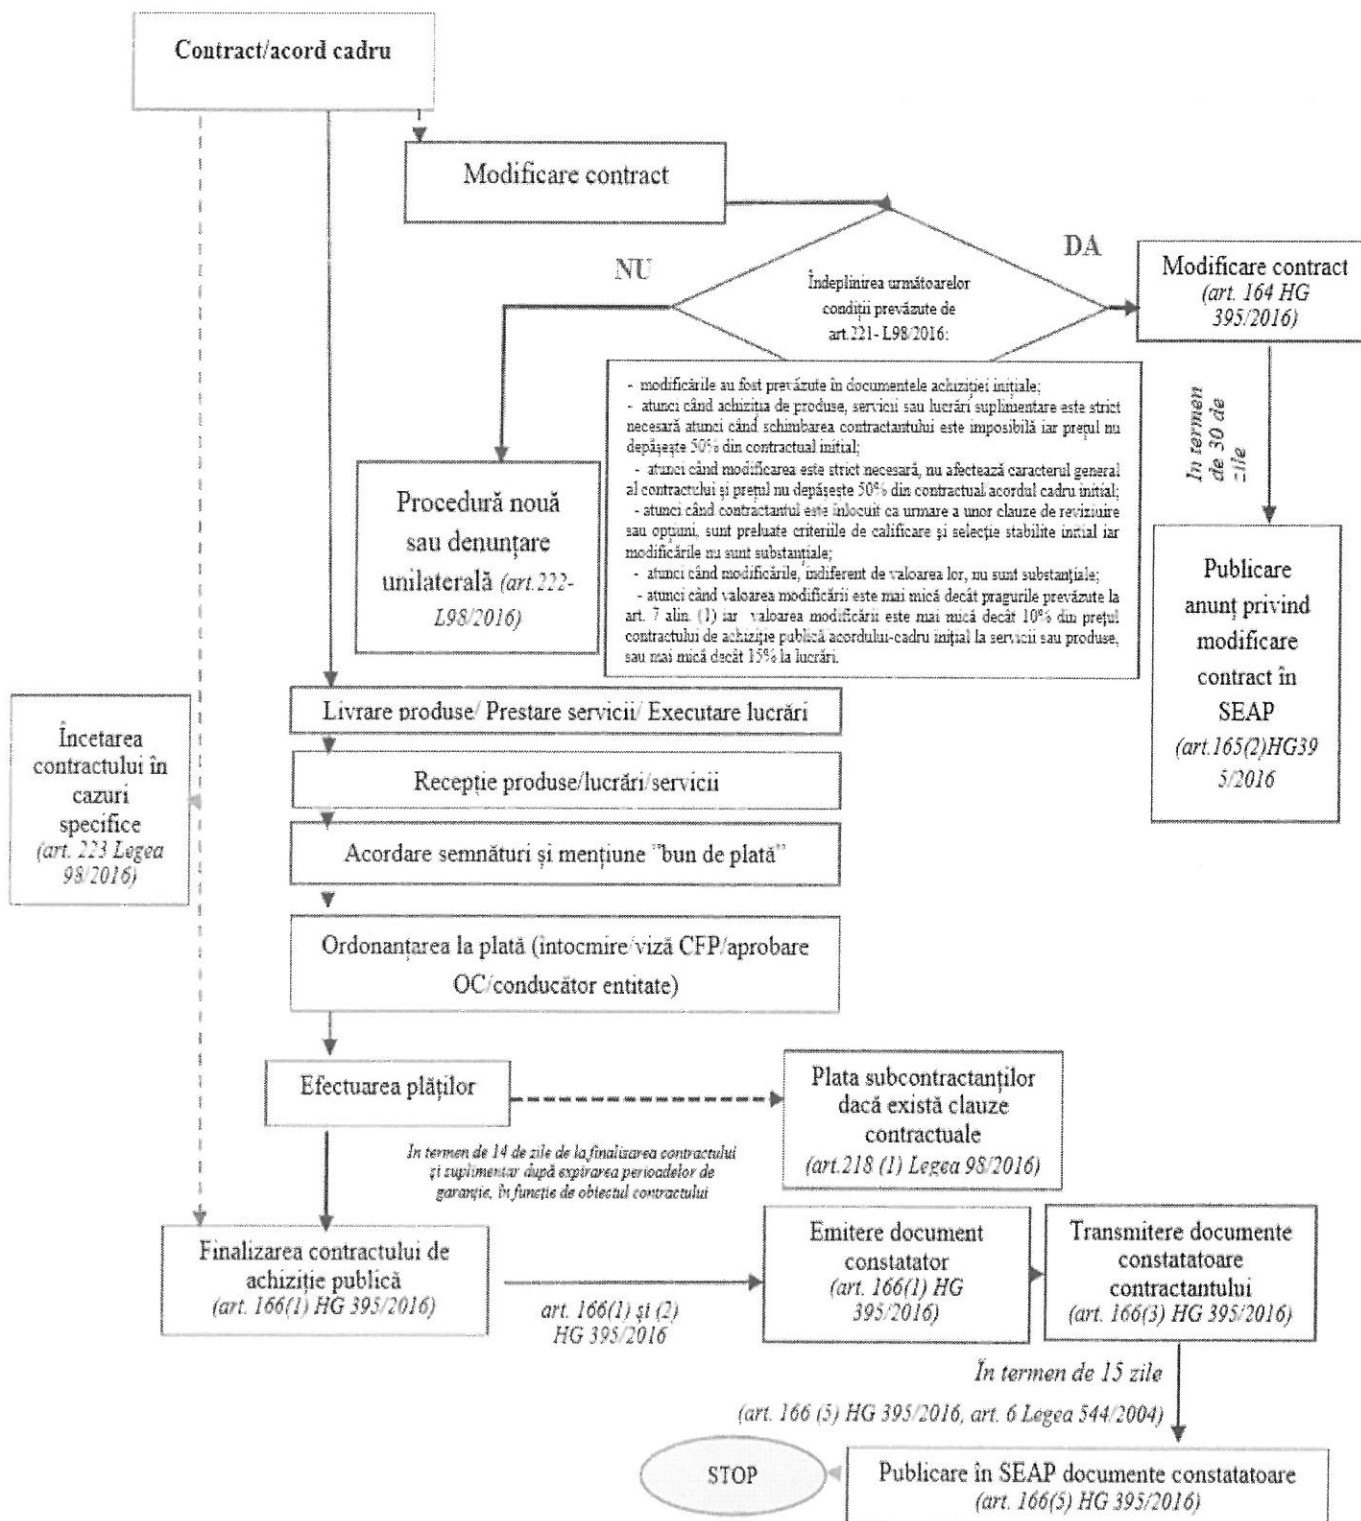 Contract/acord cadru
Modificare contract
NU
DA
Îndeplinirea următoarelor
condiții prevăzute de
art.221- L98/2016:
Modificare contract
(art. 164 HG
395/2016)
- modificările au fost prevăzute în documentele achiziției inițiale;
- atunci când achiziția de produse, servicii sau lucrări suplimentare este strict
necesară atunci când schimbarea contractantului este imposibilă iar prețul nu
depășește 50% din contractual initial;
- atunci când modificarea este strict necesară, nu afectează caracterul general
al contractului și prețul nu depășește 50% din contractual acordul cadru initial;
- atunci când contractantul este înlocuit ca urmare a unor clauze de reviziuire
sau opțiuni, sunt preluate criteriile de calificare și selecție stabilite initial iar
modificările nu sunt substanțiale;
- atunci când modificările, indiferent de valoarea lor, nu sunt substanțiale;
- atunci când valoarea modificării este mai mică decât pragurile prevăzute la
art. 7 alin. (1) iar valoarea modificării este mai mică decât 10% din prețul
contractului de achiziție publică acordului-cadru inițial la servicii sau produse,
sau mai mică decât 15% la lucrări.
In termen
de 30 de
zile
Procedură nouă
sau denunțare
unilaterală (art.222-
L98/2016)
Publicare
anunț privind
modificare
contract în
SEAP
(art.165(2)HG39
5/2016
Livrare produse/ Prestare servicii/ Executare lucrări
Încetarea
contractului în
cazuri
specifice
(art. 223 Legea
98/2016)
Recepție produse/lucrări/servicii
Acordare semnături și mențiune "bun de plată"
Ordonanțarea la plată (întocmire/viză CFP/aprobare
OC/conducător entitate)
Efectuarea plăților
Plata subcontractanților
dacă există clauze
contractuale
(art.218 (1) Legea 98/2016)
In termen de 14 de zile de la finalisarea contractului
și suplimentar după expirarea perioadelor de
garanție, în funcție de obiectul contractului
Finalizarea contractului de
achiziție publică
(art. 166(1) HG 395/2016)
art. 166(1) și (2)
HG 395/2016
Emitere document
constatator
(art. 166(1) HG
395/2016)
Transmitere documente
constatatoare
contractantului
(art. 166(3) HG 395/2016)
În termen de 15 zile
(art. 166 (5) HG 395/2016, art. 6 Legea 544/2004)
STOP
Publicare în SEAP documente constatatoare
(art. 166(5) HG 395/2016)